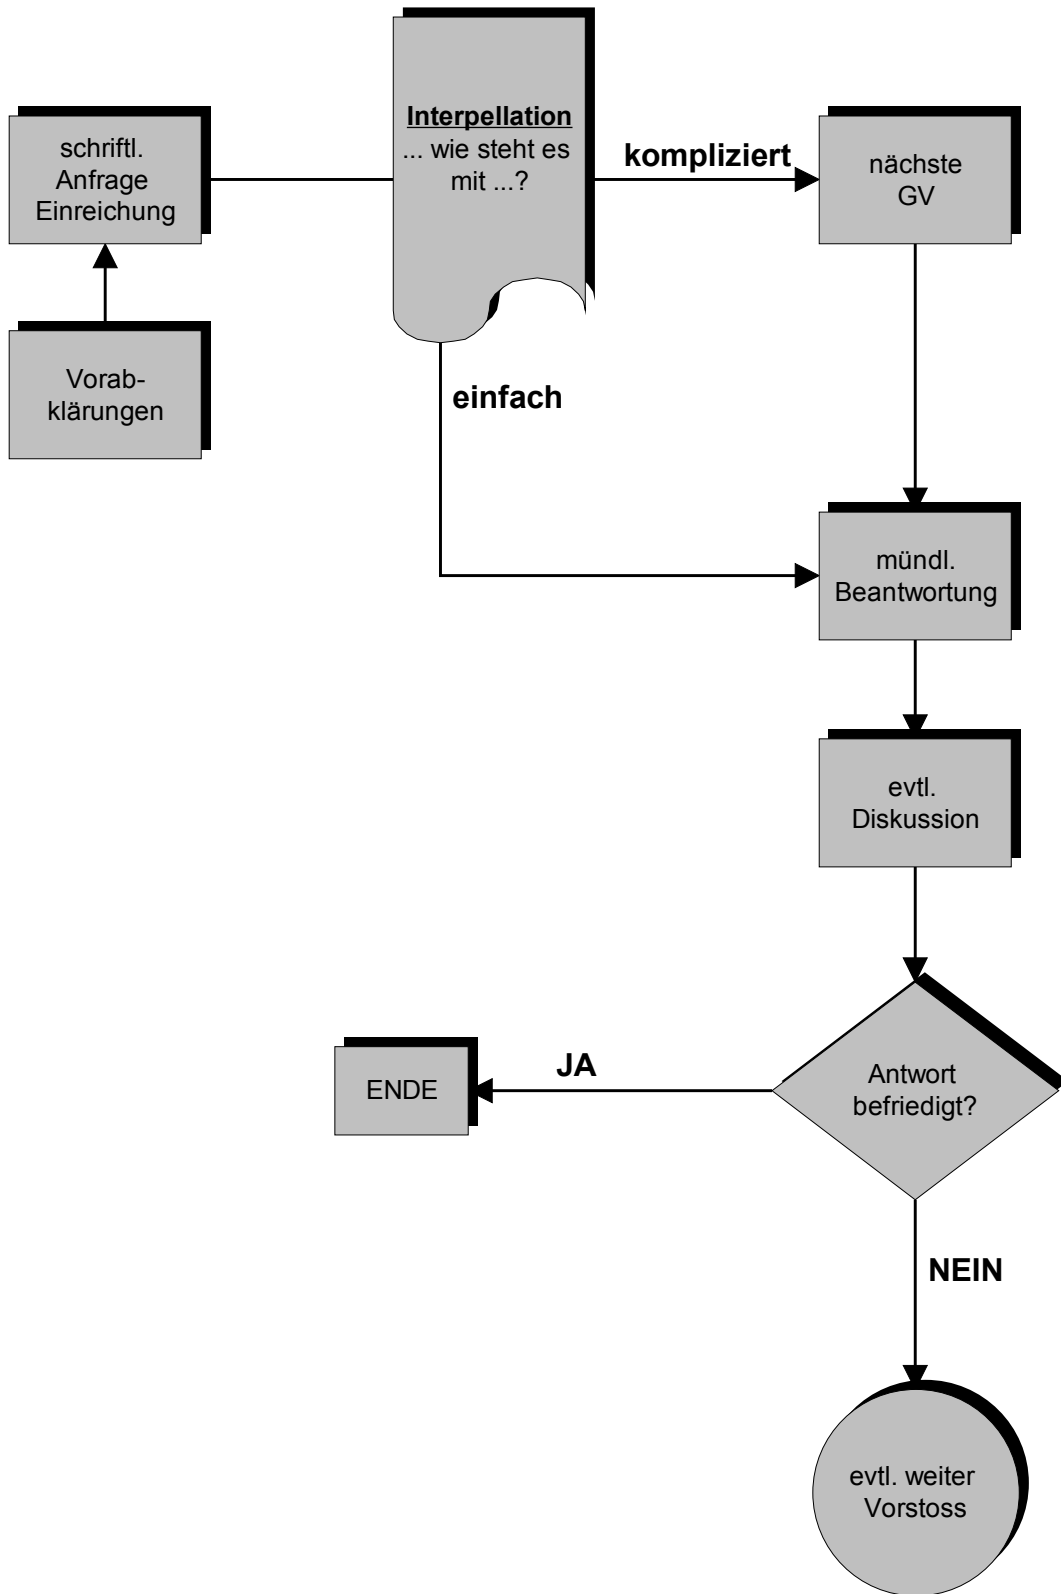 Interpellation
... wie steht es
mit ...?
schriftl.
Anfrage
Einreichung
kompliziert
nächste
GV
Vorab-
klärungen
einfach
mündl.
Beantwortung
evtl.
Diskussion
Antwort
befriedigt?
JA
ENDE
NEIN
evtl. weiter
Vorstoss